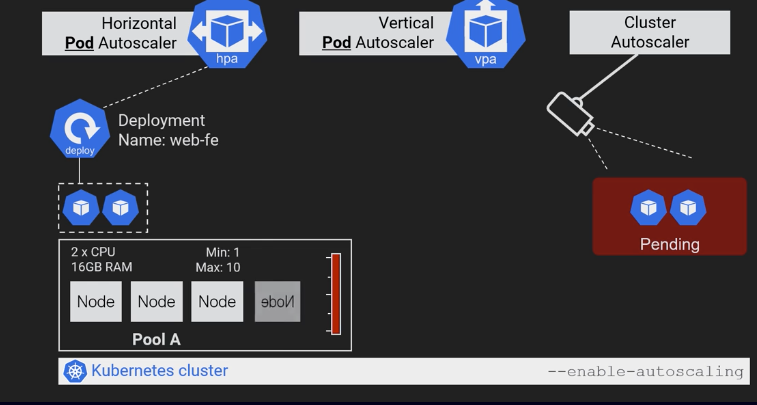 Horizontal
Pod Autoscaler
hpa
Vertical
Pod Autoscaler
vpa
Cluster
Autoscaler
deploy
Deployment
Name: web-fe
Pending
2 x CPU
16GB RAM
Min: 1
Max: 10
Node
Node
Node
Node
Pool A
Kubernetes cluster
--enable-autoscaling